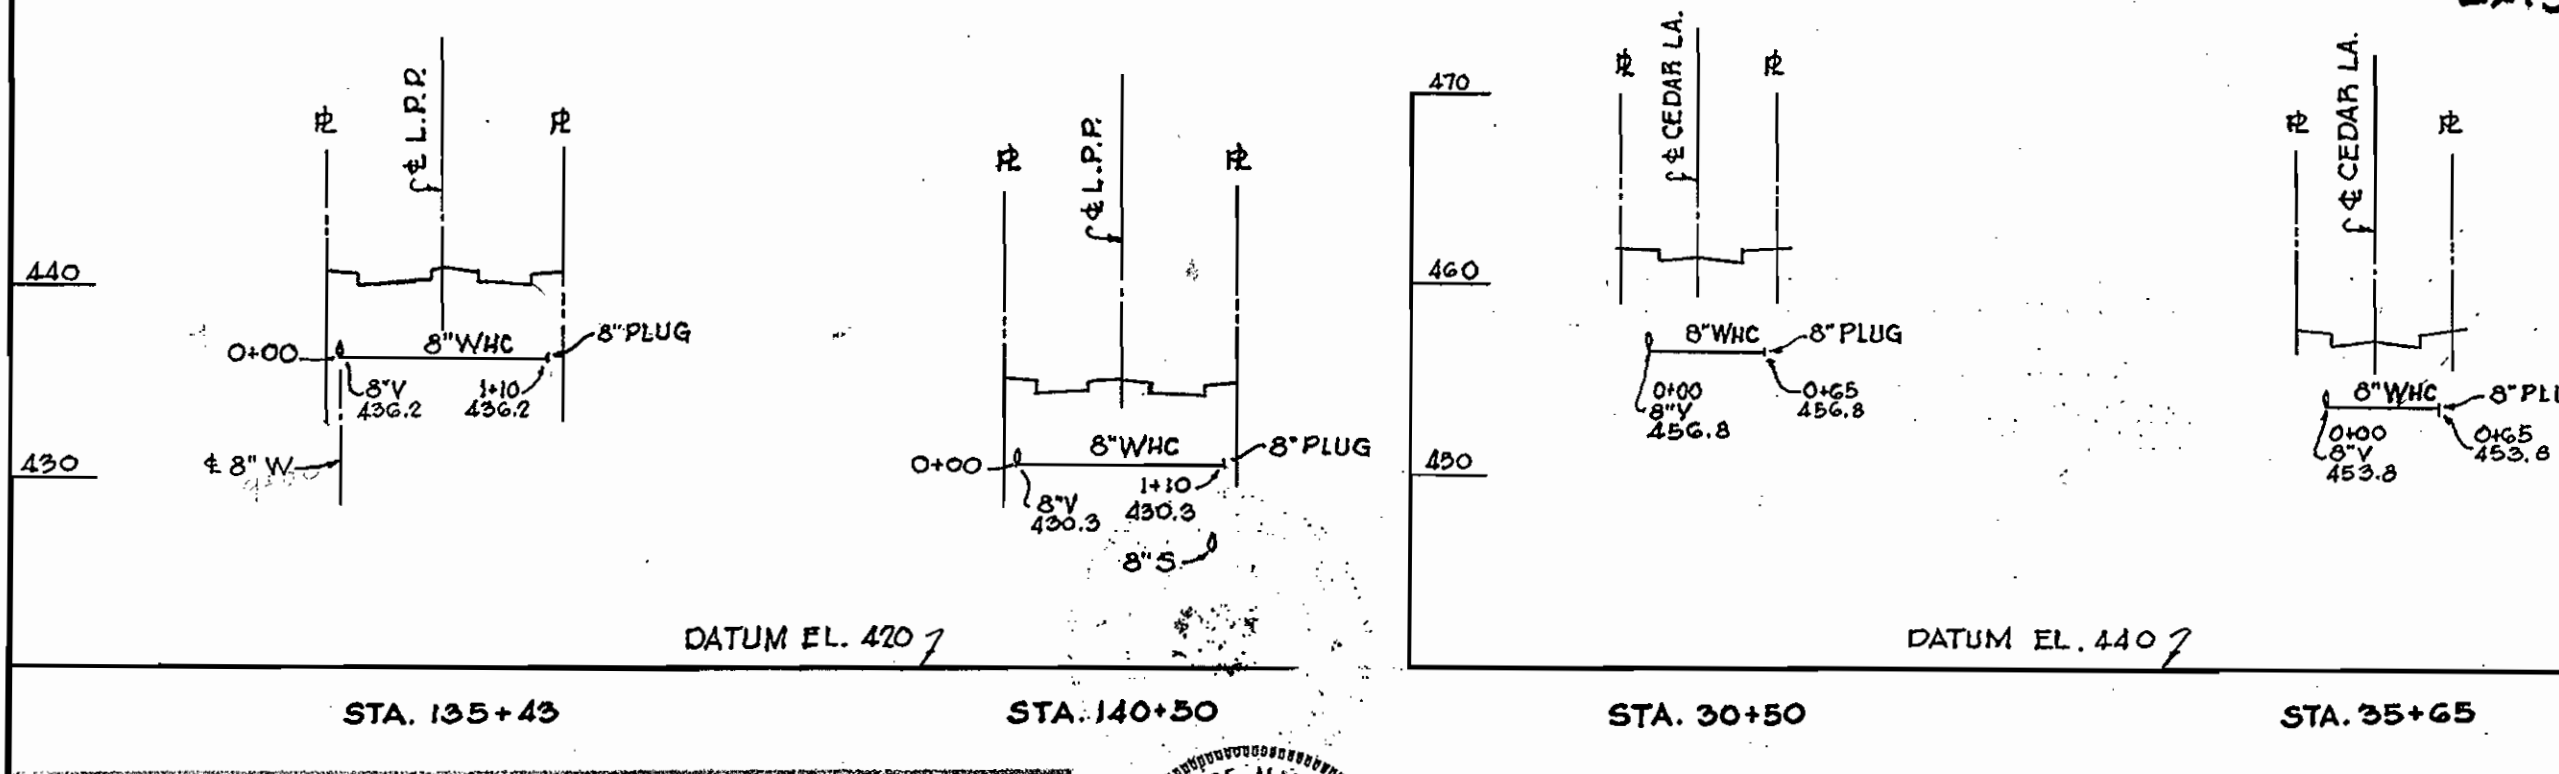 ℄ L.P.P.
⅊
⅊
440
0+00
8"WHC
8"PLUG
8"V
436.2
1+10
436.2
430
℄ 8" W
STA. 135+43
℄ L.P.P.
⅊
⅊
0+00
8"WHC
8"PLUG
8"V
430.3
1+10
430.3
8"S
DATUM EL. 420
STA. 140+50
470
460
450
℄ CEDAR LA.
⅊
⅊
8"WHC
8"PLUG
0+00
8"V
456.8
0+65
456.8
STA. 30+50
℄ CEDAR LA.
⅊
⅊
8"WHC
0+00
8"V
453.8
0+65
453.8
DATUM EL. 440
STA. 35+65